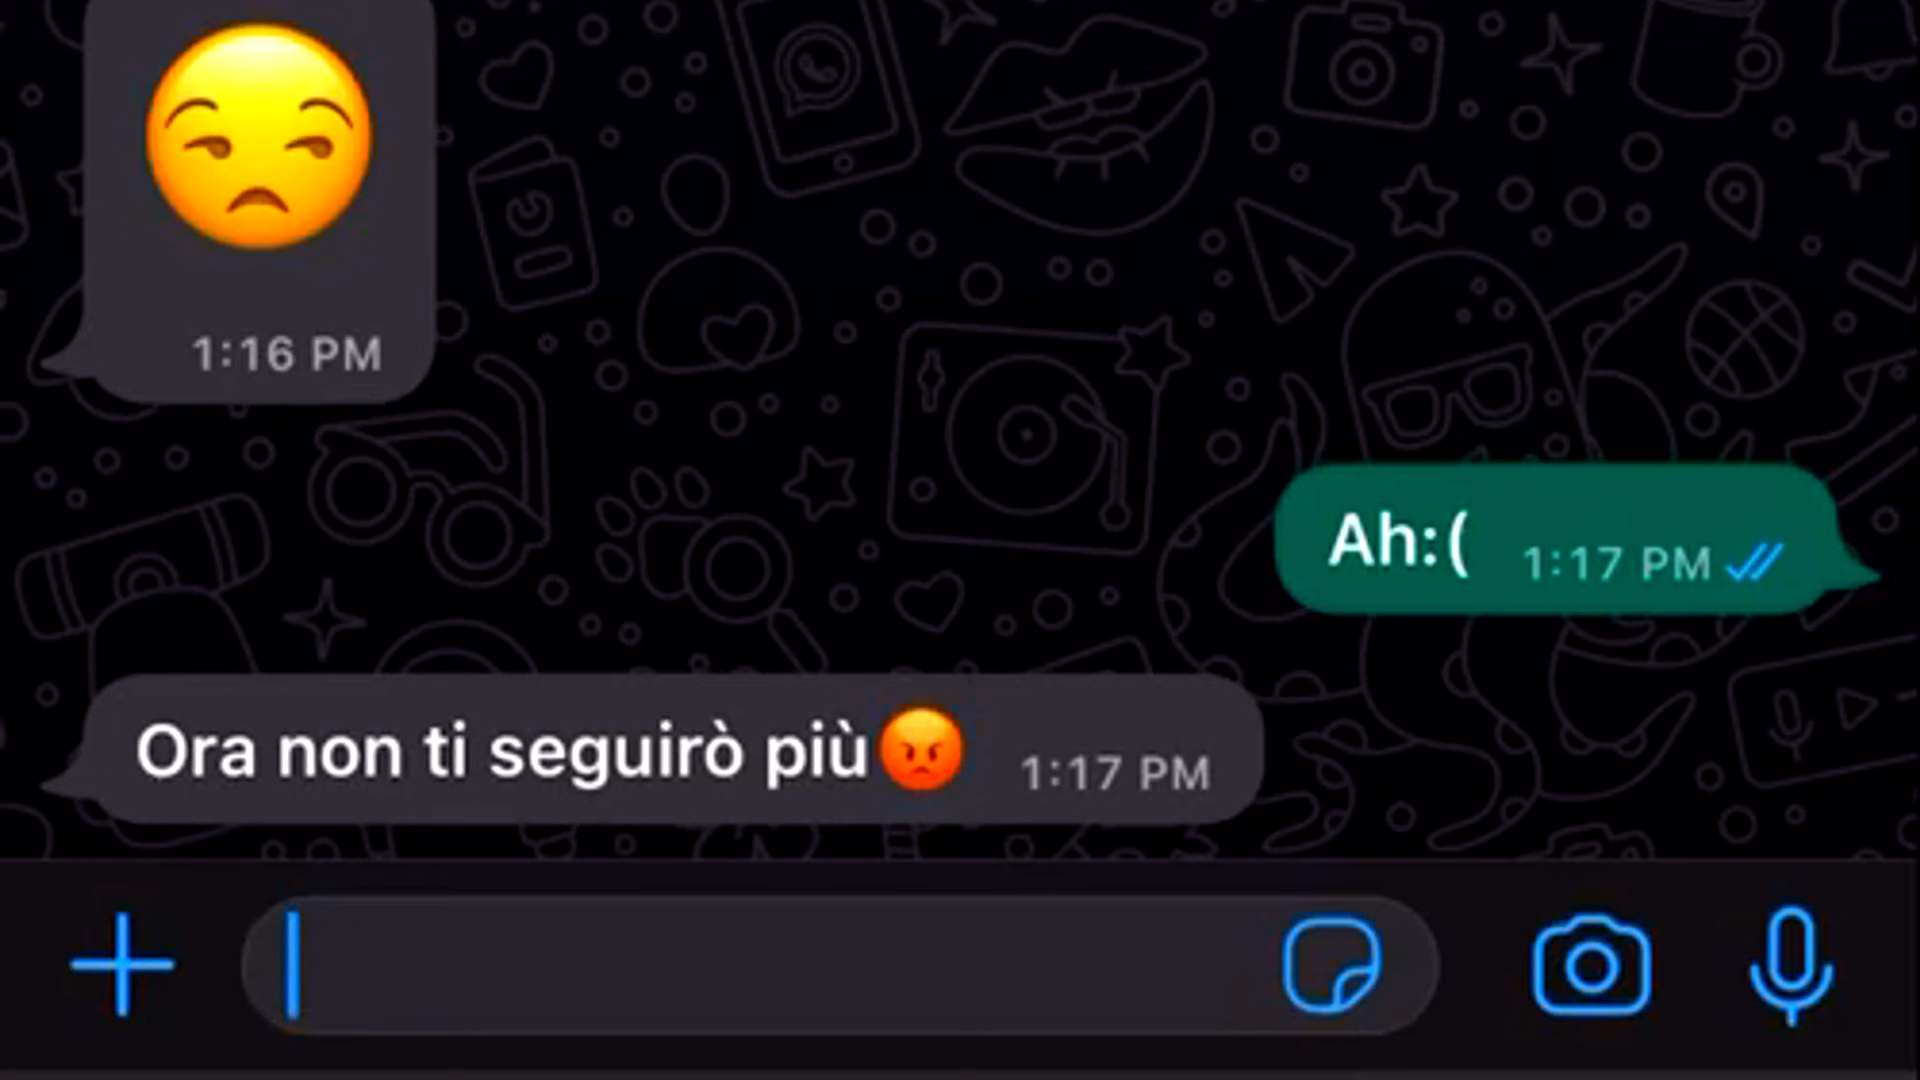 😒
1:16 PM
Ah:( 1:17 PM
Ora non ti seguirò più😡 1:17 PM